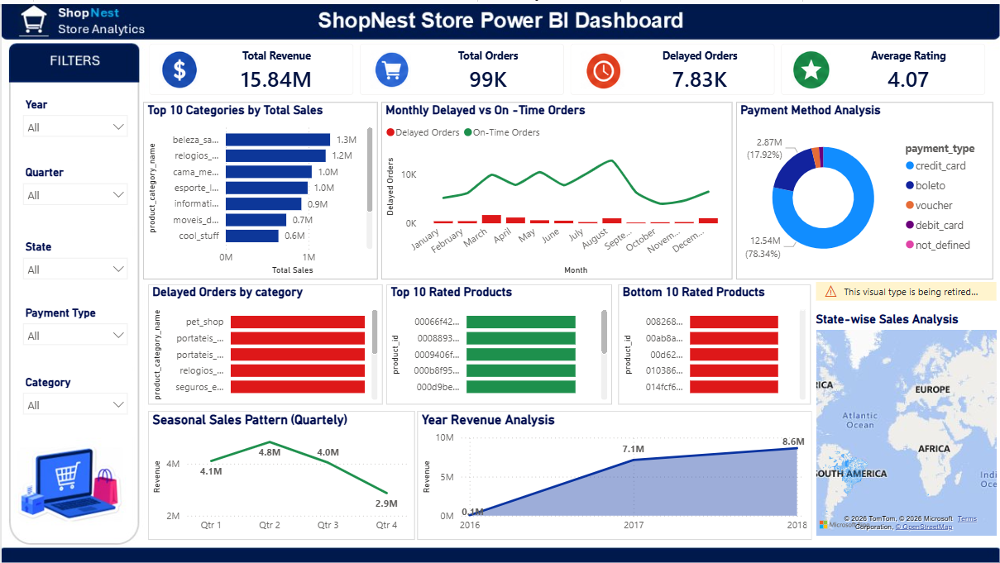 ShopNest
Store Analytics
ShopNest Store Power BI Dashboard
FILTERS
Year
All
Quarter
All
State
All
Payment Type
All
Category
All
$
Total Revenue
15.84M
Total Orders
99K
Delayed Orders
7.83K
Average Rating
4.07
Top 10 Categories by Total Sales
product_category_name
beleza_sa...
1.3M
relogios_...
1.2M
cama_me...
1.0M
esporte_l...
1.0M
informati...
0.9M
moveis_d...
0.7M
cool_stuff
0.6M
0M
1M
Total Sales
Monthly Delayed vs On -Time Orders
Delayed Orders
On-Time Orders
Delayed Orders
10K
0K
January
February
March
April
May
June
July
August
Septe...
October
Novem...
Decem...
Month
Payment Method Analysis
2.87M
(17.92%)
12.54M
(78.34%)
payment_type
credit_card
boleto
voucher
debit_card
not_defined
Delayed Orders by category
product_category_name
pet_shop
portateis_...
portateis_...
relogios_...
seguros_e...
Top 10 Rated Products
product_id
00066f42...
0008893...
0009406f...
000b8f95...
000d9be...
Bottom 10 Rated Products
product_id
008268...
00ab8a...
00d62...
010386...
014fcf6...
This visual type is being retired...
State-wise Sales Analysis
RICA
EUROPE
Atlantic
Ocean
AFRICA
SOUTH AMERICA
Indi
Oce
© 2026 TomTom, © 2026 Microsoft Terms
Corporation, © OpenStreetMap
Microsoft
Seasonal Sales Pattern (Quartely)
Revenue
4M
2M
4.1M
4.8M
4.0M
2.9M
Qtr 1
Qtr 2
Qtr 3
Qtr 4
Year Revenue Analysis
Revenue
10M
5M
0M
0.1M
7.1M
8.6M
2016
2017
2018